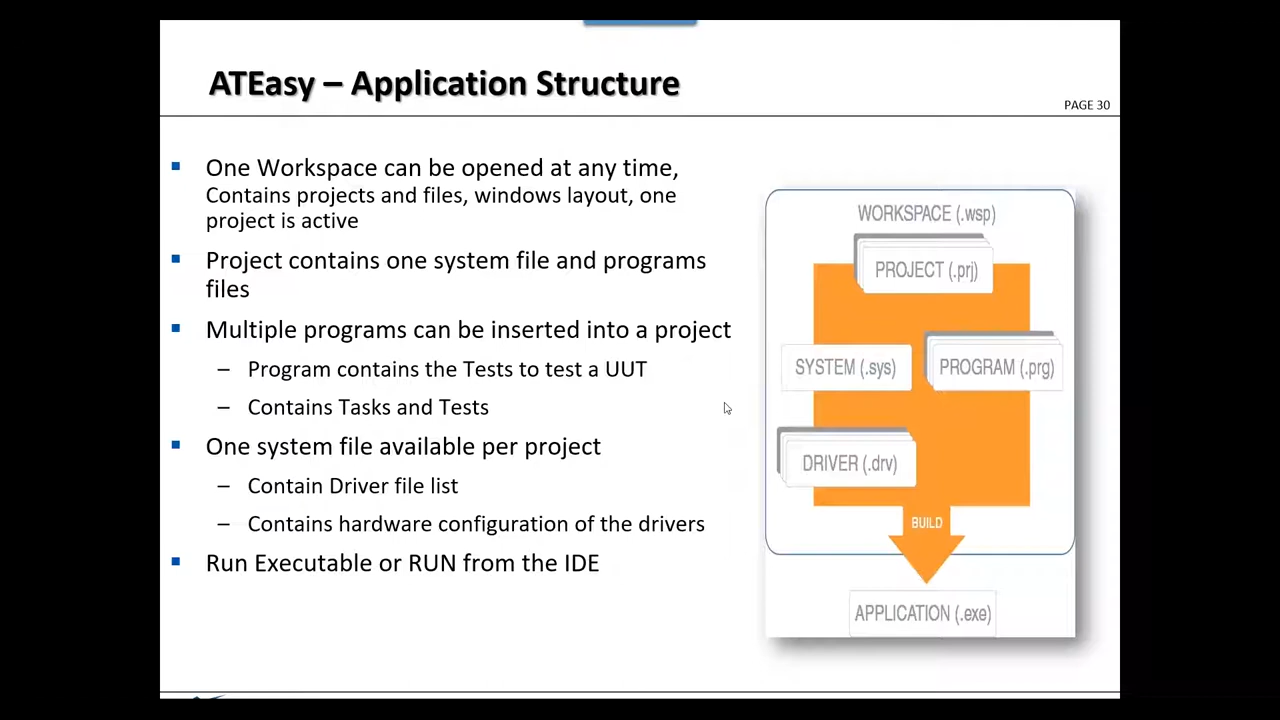 ATEasy – Application Structure
PAGE 30
One Workspace can be opened at any time,
Contains projects and files, windows layout, one
project is active
Project contains one system file and programs
files
Multiple programs can be inserted into a project
– Program contains the Tests to test a UUT
– Contains Tasks and Tests
One system file available per project
– Contain Driver file list
– Contains hardware configuration of the drivers
Run Executable or RUN from the IDE
WORKSPACE (.wsp)
PROJECT (.prj)
SYSTEM (.sys)
PROGRAM (.prg)
DRIVER (.drv)
BUILD
APPLICATION (.exe)